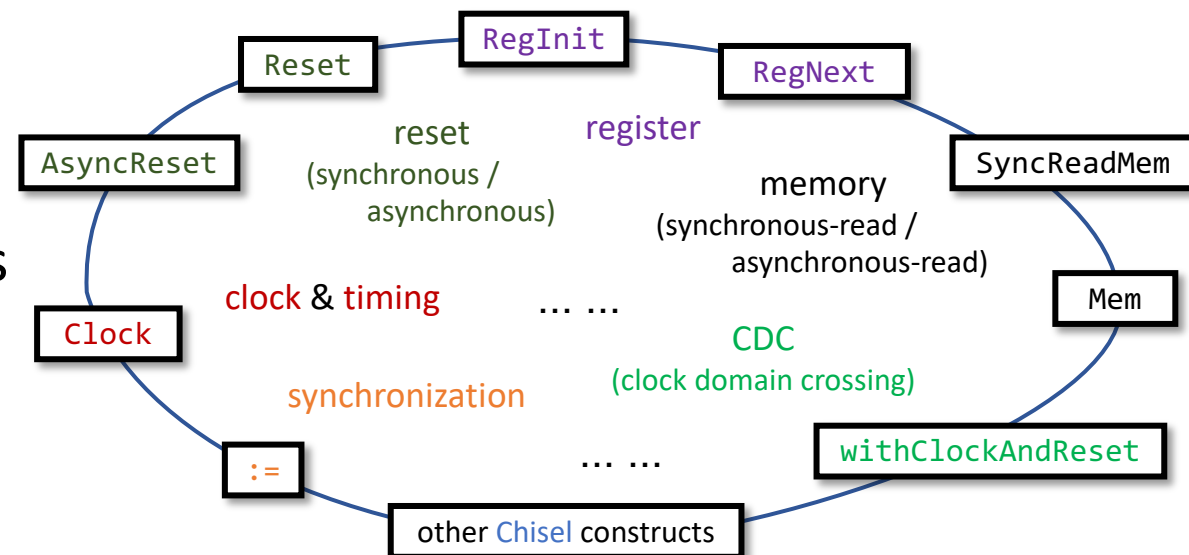 RegInit
Reset
RegNext
reset
(synchronous /
asynchronous)
register
AsyncReset
SyncReadMem
memory
(synchronous-read /
asynchronous-read)
s
clock & timing
... ...
Mem
Clock
CDC
(clock domain crossing)
synchronization
:=
... ...
withClockAndReset
other Chisel constructs